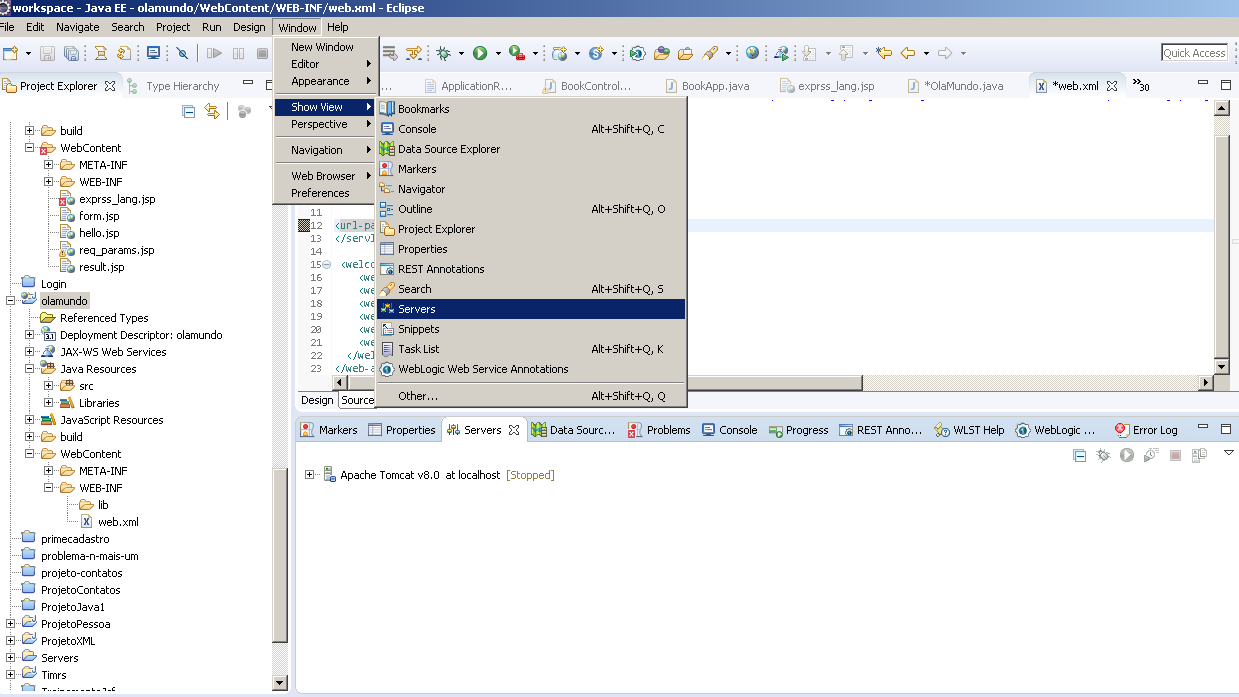 workspace - Java EE - olamundo/WebContent/WEB-INF/web.xml - Eclipse
File Edit Navigate Search Project Run Design Window Help
Quick Access
Project Explorer
Type Hierarchy
ApplicationR...
BookControl...
BookApp.java
exprss_lang.jsp
*OlaMundo.java
*web.xml
»30
New Window
Editor
Appearance
Show View
Perspective
Navigation
Web Browser
Preferences
Bookmarks
Console Alt+Shift+Q, C
Data Source Explorer
Markers
Navigator
Outline Alt+Shift+Q, O
Project Explorer
Properties
REST Annotations
Search Alt+Shift+Q, S
Servers
Snippets
Task List Alt+Shift+Q, K
WebLogic Web Service Annotations
Other... Alt+Shift+Q, Q
build
WebContent
META-INF
WEB-INF
exprss_lang.jsp
form.jsp
hello.jsp
req_params.jsp
result.jsp
Login
olamundo
Referenced Types
Deployment Descriptor: olamundo
JAX-WS Web Services
Java Resources
src
Libraries
JavaScript Resources
build
WebContent
META-INF
WEB-INF
lib
web.xml
primecadastro
problema-n-mais-um
projeto-contatos
ProjetoContatos
ProjetoJava1
ProjetoPessoa
ProjetoXML
Servers
Timrs
11
12 <url-pa
13 </servl
14
15 <welco
16 <we
17 <we
18 <we
19 <we
20 <we
21 <we
22 </wel
23 </web-a
Design Source
Markers
Properties
Servers
Data Sourc...
Problems
Console
Progress
REST Anno...
WLST Help
WebLogic ...
Error Log
Apache Tomcat v8.0 at localhost [Stopped]